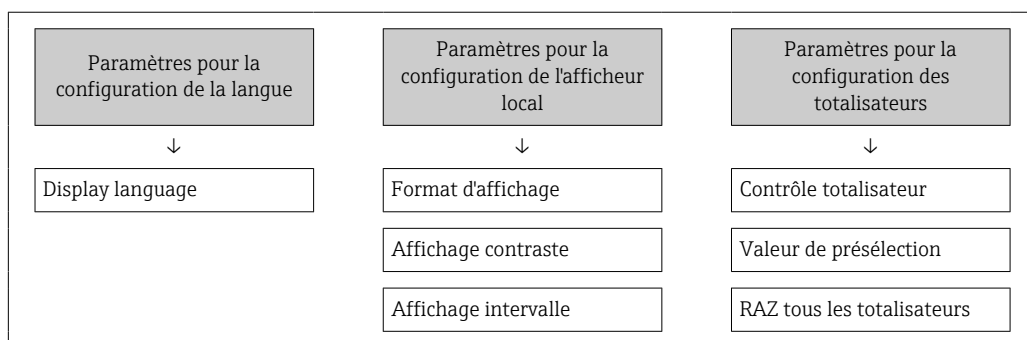 Paramètres pour la
configuration de la langue
Paramètres pour la
configuration de l'afficheur
local
Paramètres pour la
configuration des
totalisateurs
↓
↓
↓
Display language
Format d'affichage
Contrôle totalisateur
Affichage contraste
Valeur de présélection
Affichage intervalle
RAZ tous les totalisateurs